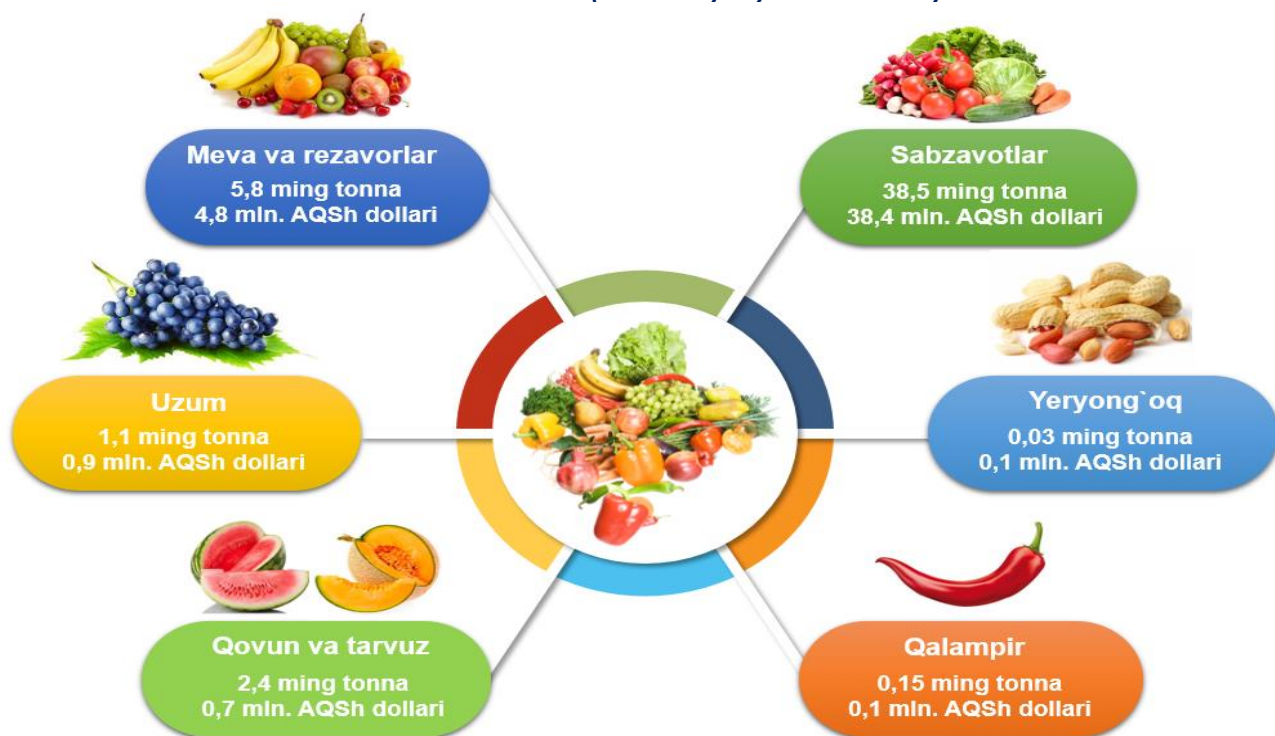 Meva va rezavorlar
5,8 ming tonna
4,8 mln. AQSh dollari
Sabzavotlar
38,5 ming tonna
38,4 mln. AQSh dollari
Uzum
1,1 ming tonna
0,9 mln. AQSh dollari
Yeryong`oq
0,03 ming tonna
0,1 mln. AQSh dollari
Qovun va tarvuz
2,4 ming tonna
0,7 mln. AQSh dollari
Qalampir
0,15 ming tonna
0,1 mln. AQSh dollari